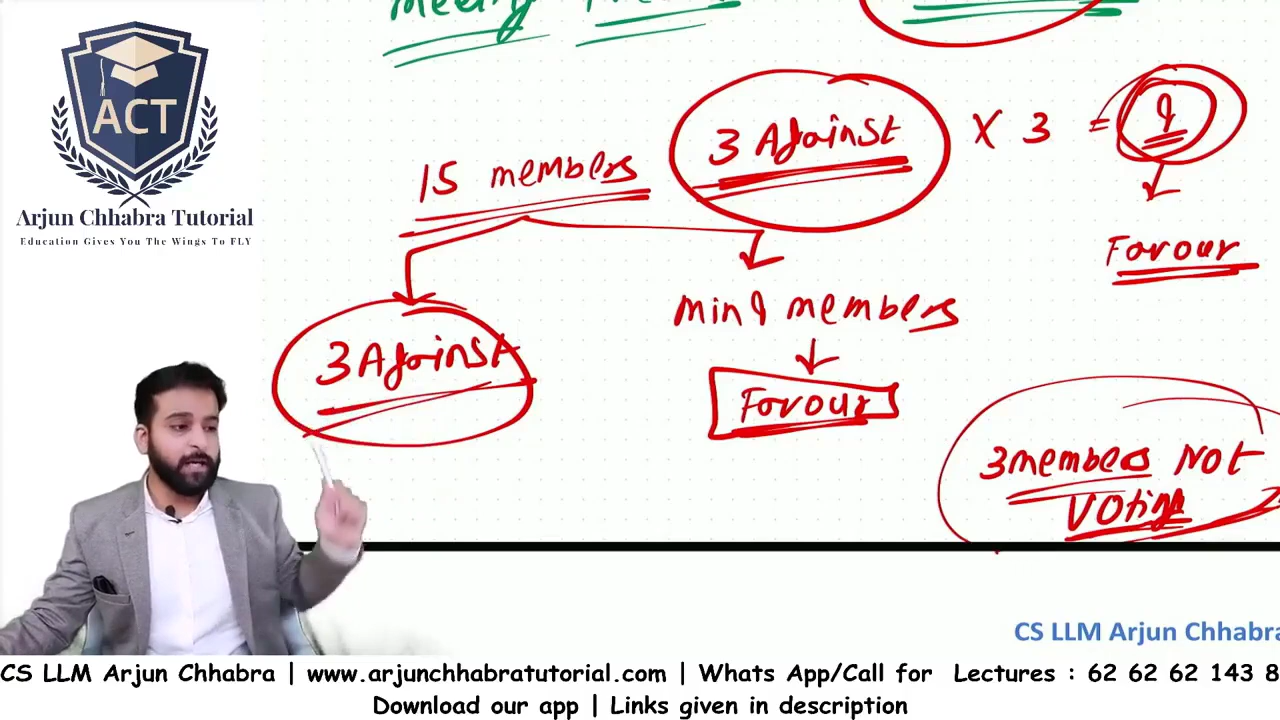 ACT
Arjun Chhabra Tutorial
Education Gives You The Wings To FLY
3 Against X 3 = 9
15 members
Favour
3 Against
min 9 members
Favour
3 members Not
Voting
CS LLM Arjun Chhabra
CS LLM Arjun Chhabra | www.arjunchhabratutorial.com | Whats App/Call for Lectures : 62 62 62 143 8
Download our app | Links given in description